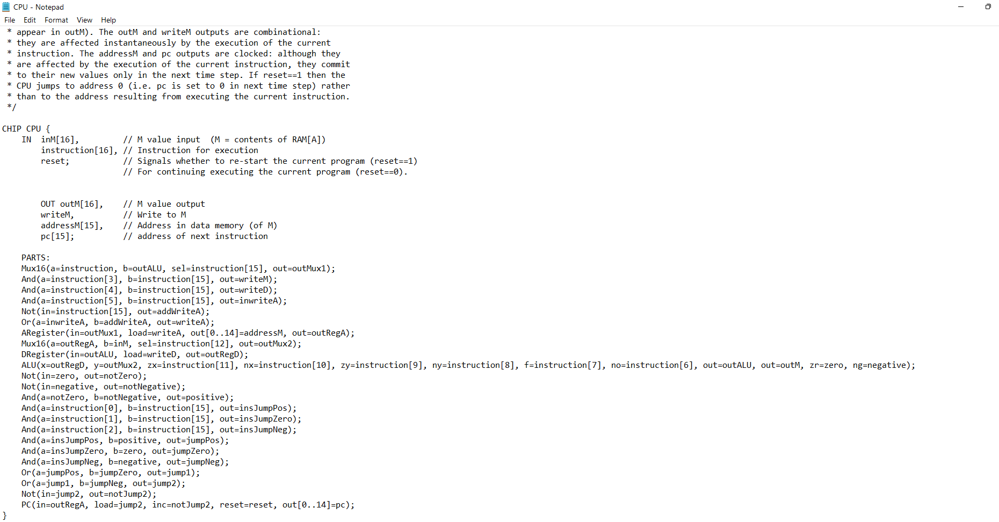 CPU - Notepad
File Edit Format View Help
 * appear in outM). The outM and writeM outputs are combinational:
 * they are affected instantaneously by the execution of the current
 * instruction. The addressM and pc outputs are clocked: although they
 * are affected by the execution of the current instruction, they commit
 * to their new values only in the next time step. If reset==1 then the
 * CPU jumps to address 0 (i.e. pc is set to 0 in next time step) rather
 * than to the address resulting from executing the current instruction.
 */
CHIP CPU {
    IN  inM[16],         // M value input  (M = contents of RAM[A])
        instruction[16], // Instruction for execution
        reset;           // Signals whether to re-start the current program (reset==1)
                         // For continuing executing the current program (reset==0).
        OUT outM[16],    // M value output
        writeM,          // Write to M
        addressM[15],    // Address in data memory (of M)
        pc[15];          // address of next instruction
    PARTS:
    Mux16(a=instruction, b=outALU, sel=instruction[15], out=outMux1);
    And(a=instruction[3], b=instruction[15], out=writeM);
    And(a=instruction[4], b=instruction[15], out=writeD);
    And(a=instruction[5], b=instruction[15], out=inwriteA);
    Not(in=instruction[15], out=addWriteA);
    Or(a=inwriteA, b=addWriteA, out=writeA);
    ARegister(in=outMux1, load=writeA, out[0..14]=addressM, out=outRegA);
    Mux16(a=outRegA, b=inM, sel=instruction[12], out=outMux2);
    DRegister(in=outALU, load=writeD, out=outRegD);
    ALU(x=outRegD, y=outMux2, zx=instruction[11], nx=instruction[10], zy=instruction[9], ny=instruction[8], f=instruction[7], no=instruction[6], out=outALU, out=outM, zr=zero, ng=negative);
    Not(in=zero, out=notZero);
    Not(in=negative, out=notNegative);
    And(a=notZero, b=notNegative, out=positive);
    And(a=instruction[0], b=instruction[15], out=insJumpPos);
    And(a=instruction[1], b=instruction[15], out=insJumpZero);
    And(a=instruction[2], b=instruction[15], out=insJumpNeg);
    And(a=insJumpPos, b=positive, out=jumpPos);
    And(a=insJumpZero, b=zero, out=jumpZero);
    And(a=insJumpNeg, b=negative, out=jumpNeg);
    Or(a=jumpPos, b=jumpZero, out=jump1);
    Or(a=jump1, b=jumpNeg, out=jump2);
    Not(in=jump2, out=notJump2);
    PC(in=outRegA, load=jump2, inc=notJump2, reset=reset, out[0..14]=pc);
}